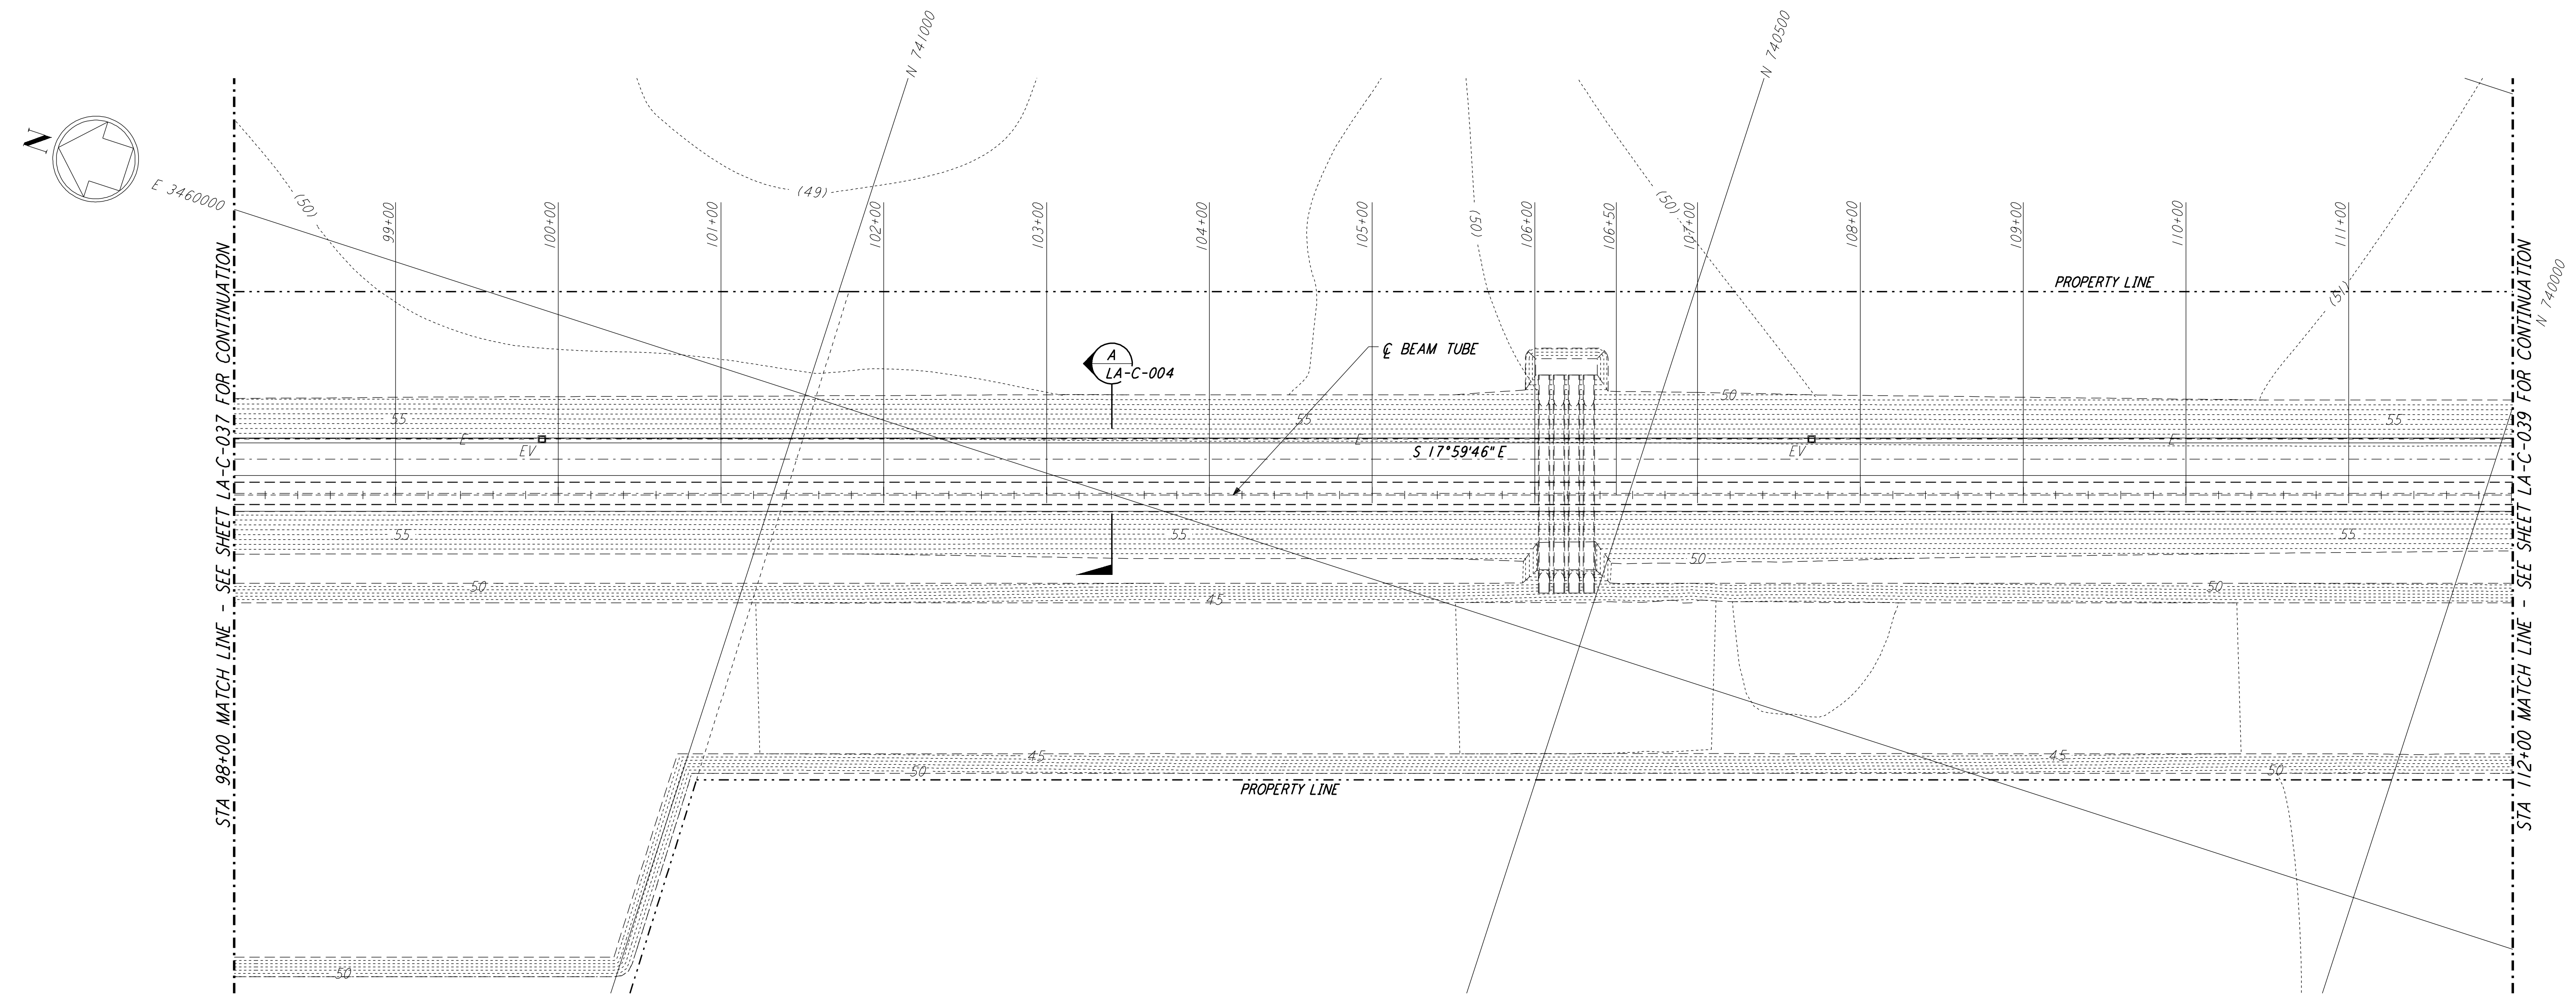 N 741000
N 740500
N
E 3460000
(50)
(49)
(50)
(50)
99+00
100+00
101+00
102+00
103+00
104+00
105+00
106+00
106+50
107+00
108+00
109+00
110+00
111+00
PROPERTY LINE
(51)
N 740000
A
LA-C-004
℄ BEAM TUBE
50
55
55
55
E
E
E
EV
EV
S 17°59'46" E
55
55
55
50
50
50
45
45
45
50
50
PROPERTY LINE
50
STA 98+00 MATCH LINE - SEE SHEET LA-C-037 FOR CONTINUATION
STA 112+00 MATCH LINE - SEE SHEET LA-C-039 FOR CONTINUATION